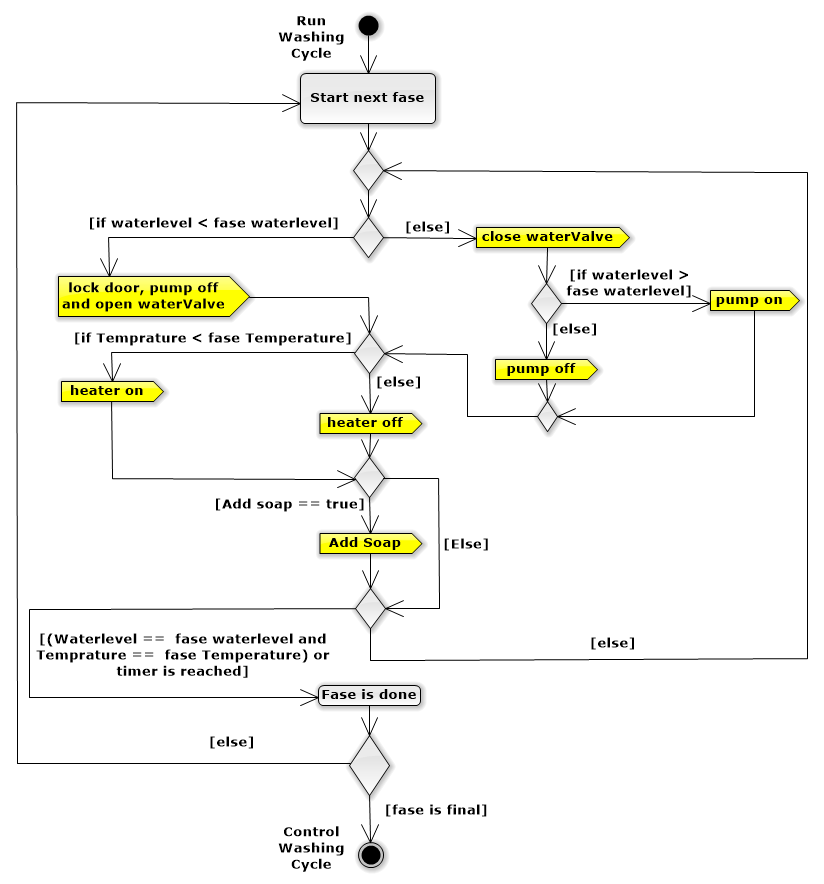 Run
Washing
Cycle
Start next fase
[if waterlevel < fase waterlevel]
[else]
close waterValve
lock door, pump off
and open waterValve
[if waterlevel >
fase waterlevel]
pump on
[else]
[if Temprature < fase Temperature]
pump off
[else]
heater on
heater off
[Add soap == true]
Add Soap
[Else]
[(Waterlevel ==  fase waterlevel and
Temprature ==  fase Temperature) or
timer is reached]
[else]
Fase is done
[else]
[fase is final]
Control
Washing
Cycle